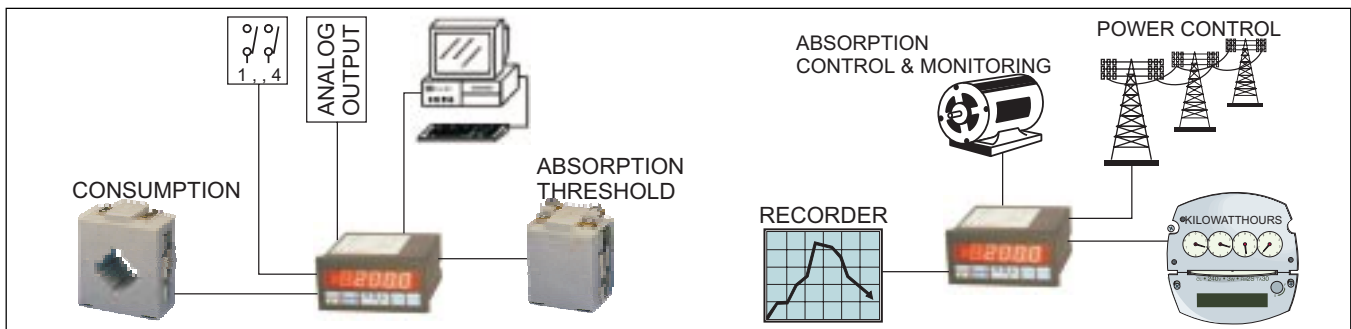 1 ,, 4
ANALOG
OUTPUT
CONSUMPTION
ABSORPTION
THRESHOLD
ABSORPTION
CONTROL & MONITORING
POWER CONTROL
RECORDER
KILOWATTHOURS